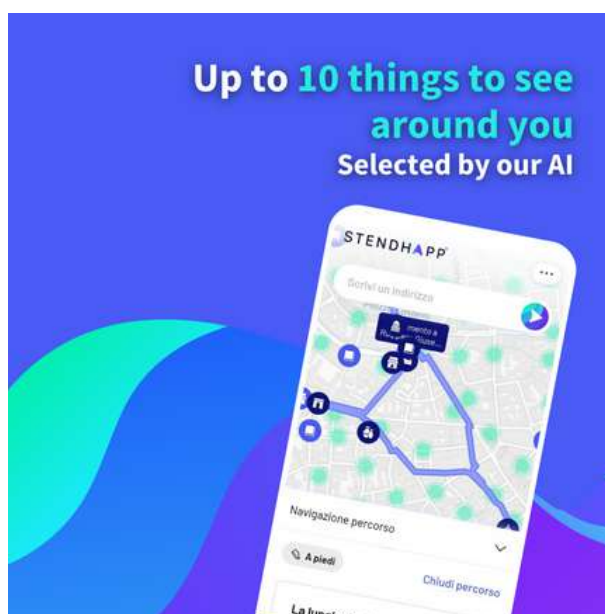 Up to 10 things to see
around you
Selected by our AI
STENDHAPP
Scrivi un indirizzo
mento a
Navigazione percorso
A piedi
Chiudi percorso